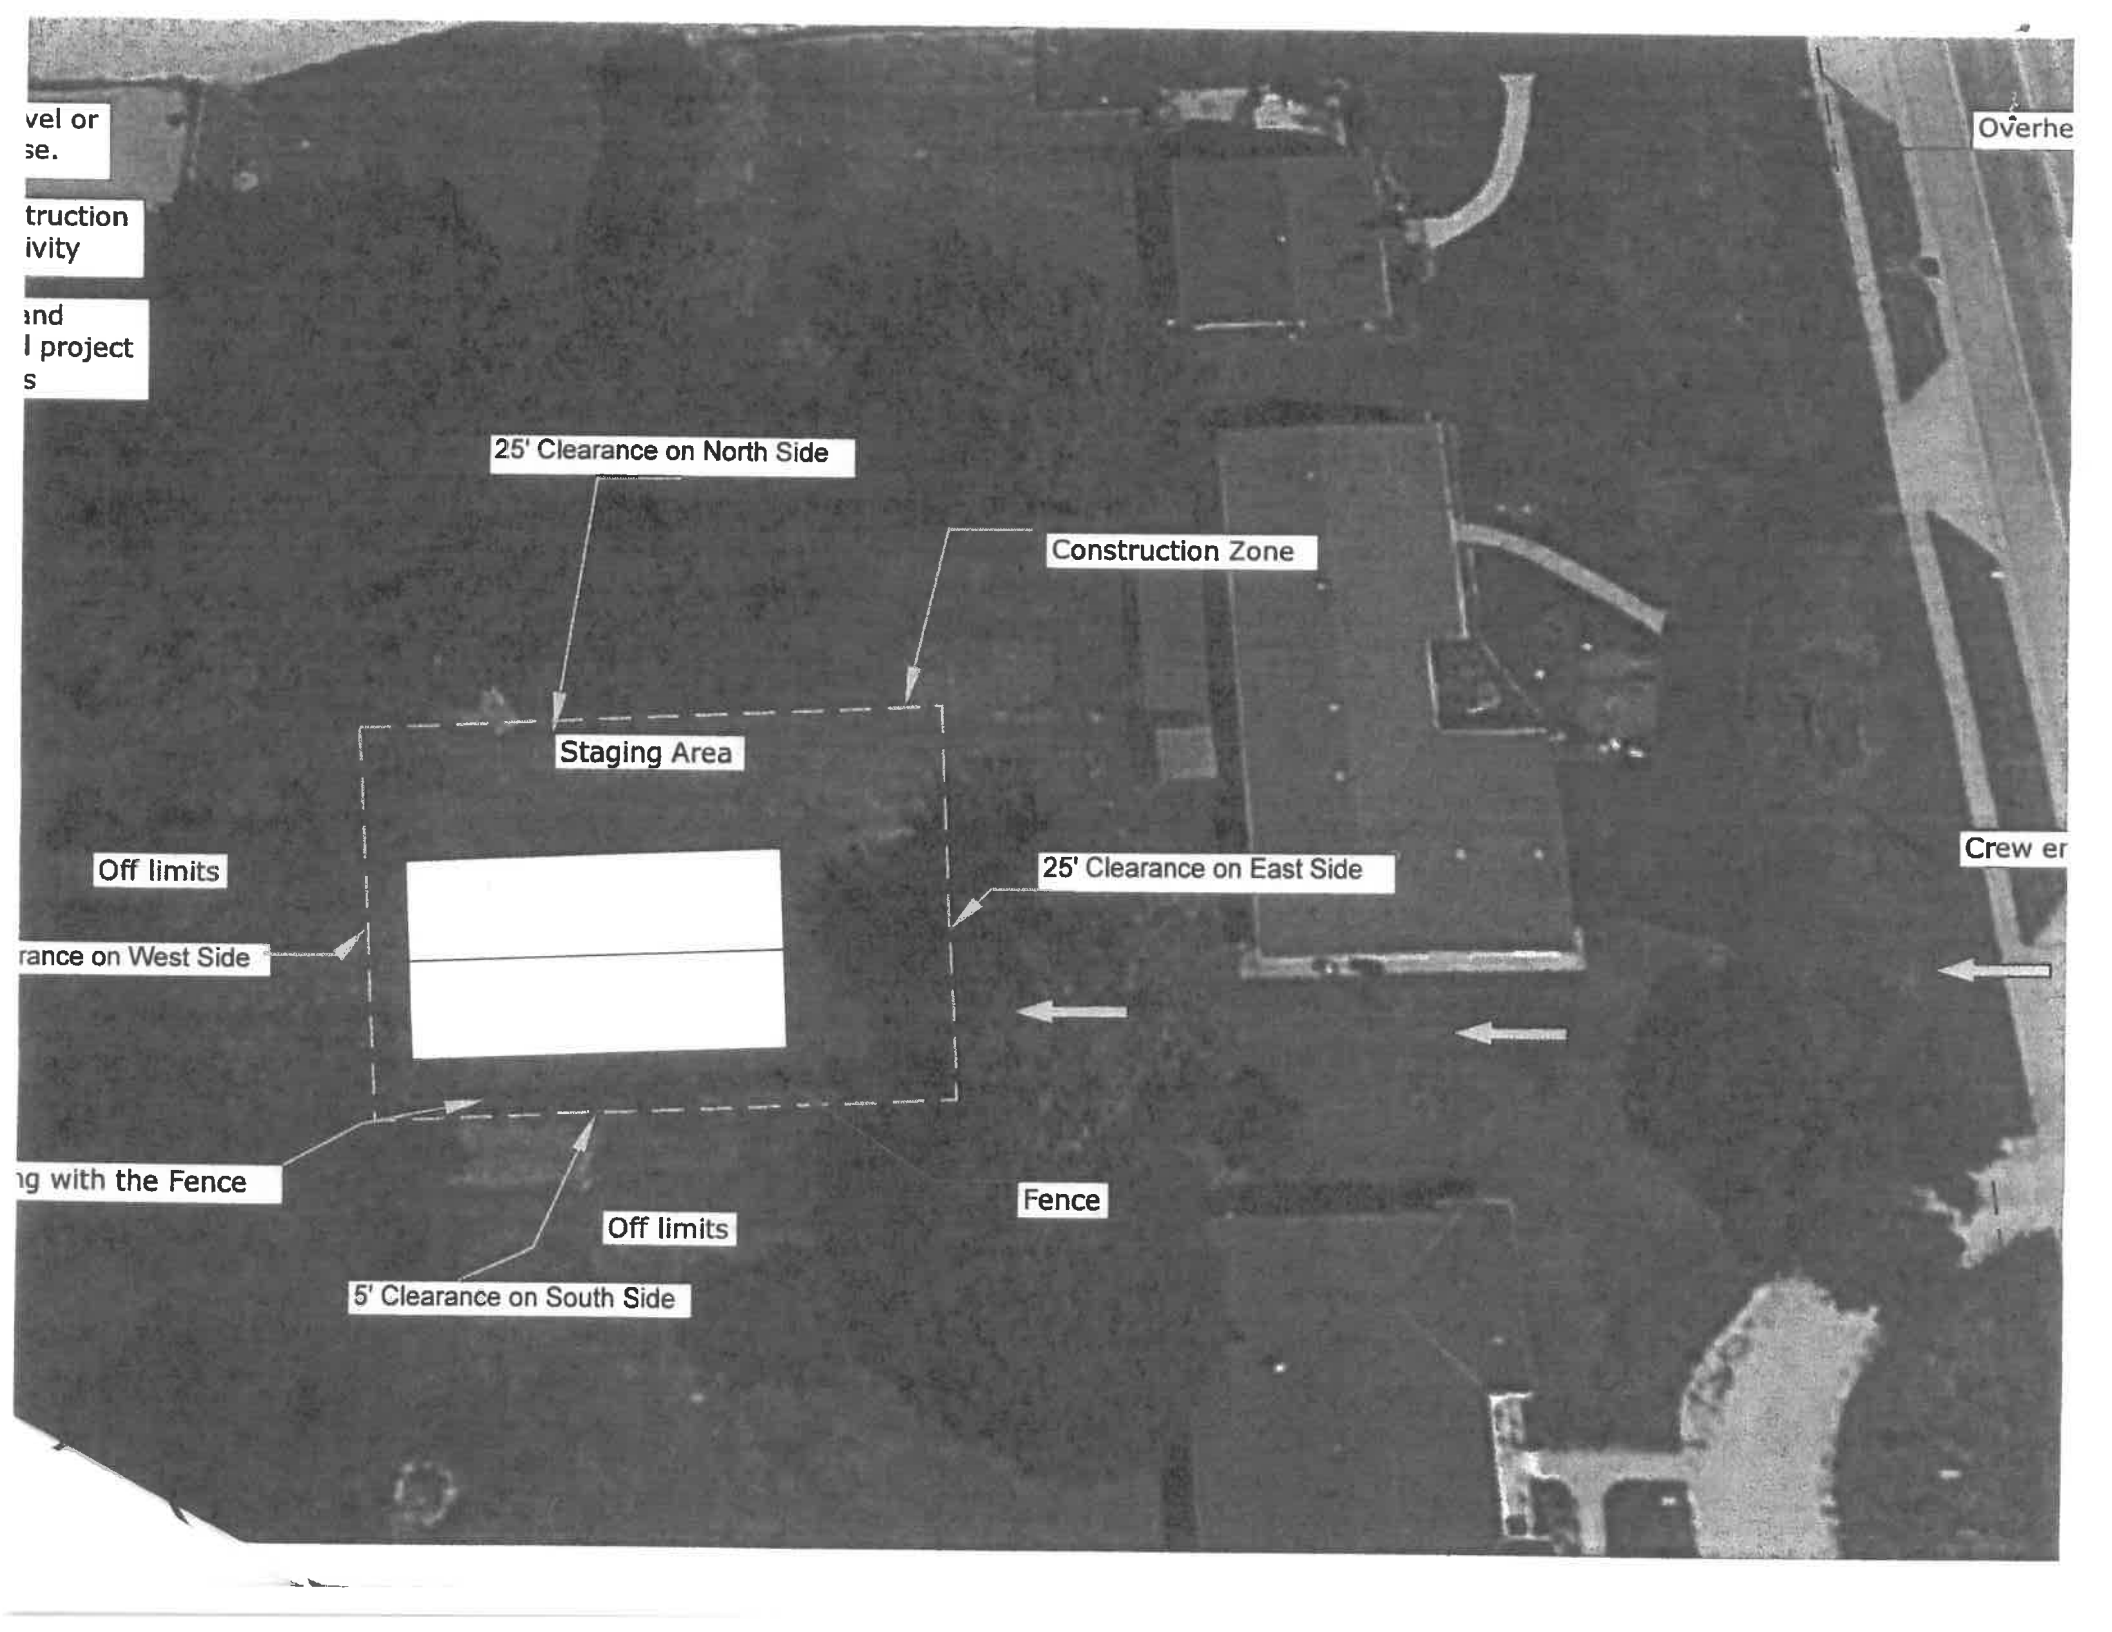 vel or
se.
Overhe
truction
ivity
and
l project
s
25' Clearance on North Side
Construction Zone
Staging Area
Off limits
25' Clearance on East Side
Crew er
rance on West Side
ng with the Fence
Fence
Off limits
5' Clearance on South Side